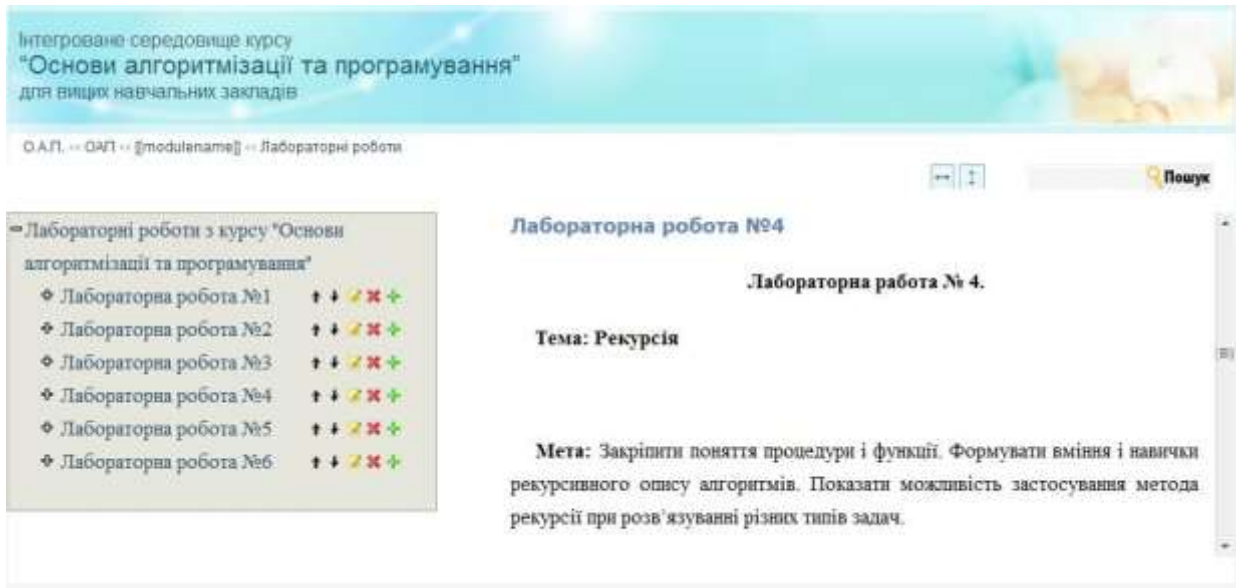 Інтегроване середовище курсу
"Основи алгоритмізації та програмування"
для вищих навчальних закладів
О.А.П. -- ОАП -- [[modulename]] -- Лабораторні роботи
Пошук
Лабораторні роботи з курсу "Основи
алгоритмізації та програмування"
Лабораторна робота №1
Лабораторна робота №2
Лабораторна робота №3
Лабораторна робота №4
Лабораторна робота №5
Лабораторна робота №6
Лабораторна робота №4
Лабораторна работа № 4.
Тема: Рекурсія
Мета: Закріпити поняття процедури і функції. Формувати вміння і навички
рекурсивного опису алгоритмів. Показати можливість застосування метода
рекурсії при розв'язуванні різних типів задач.